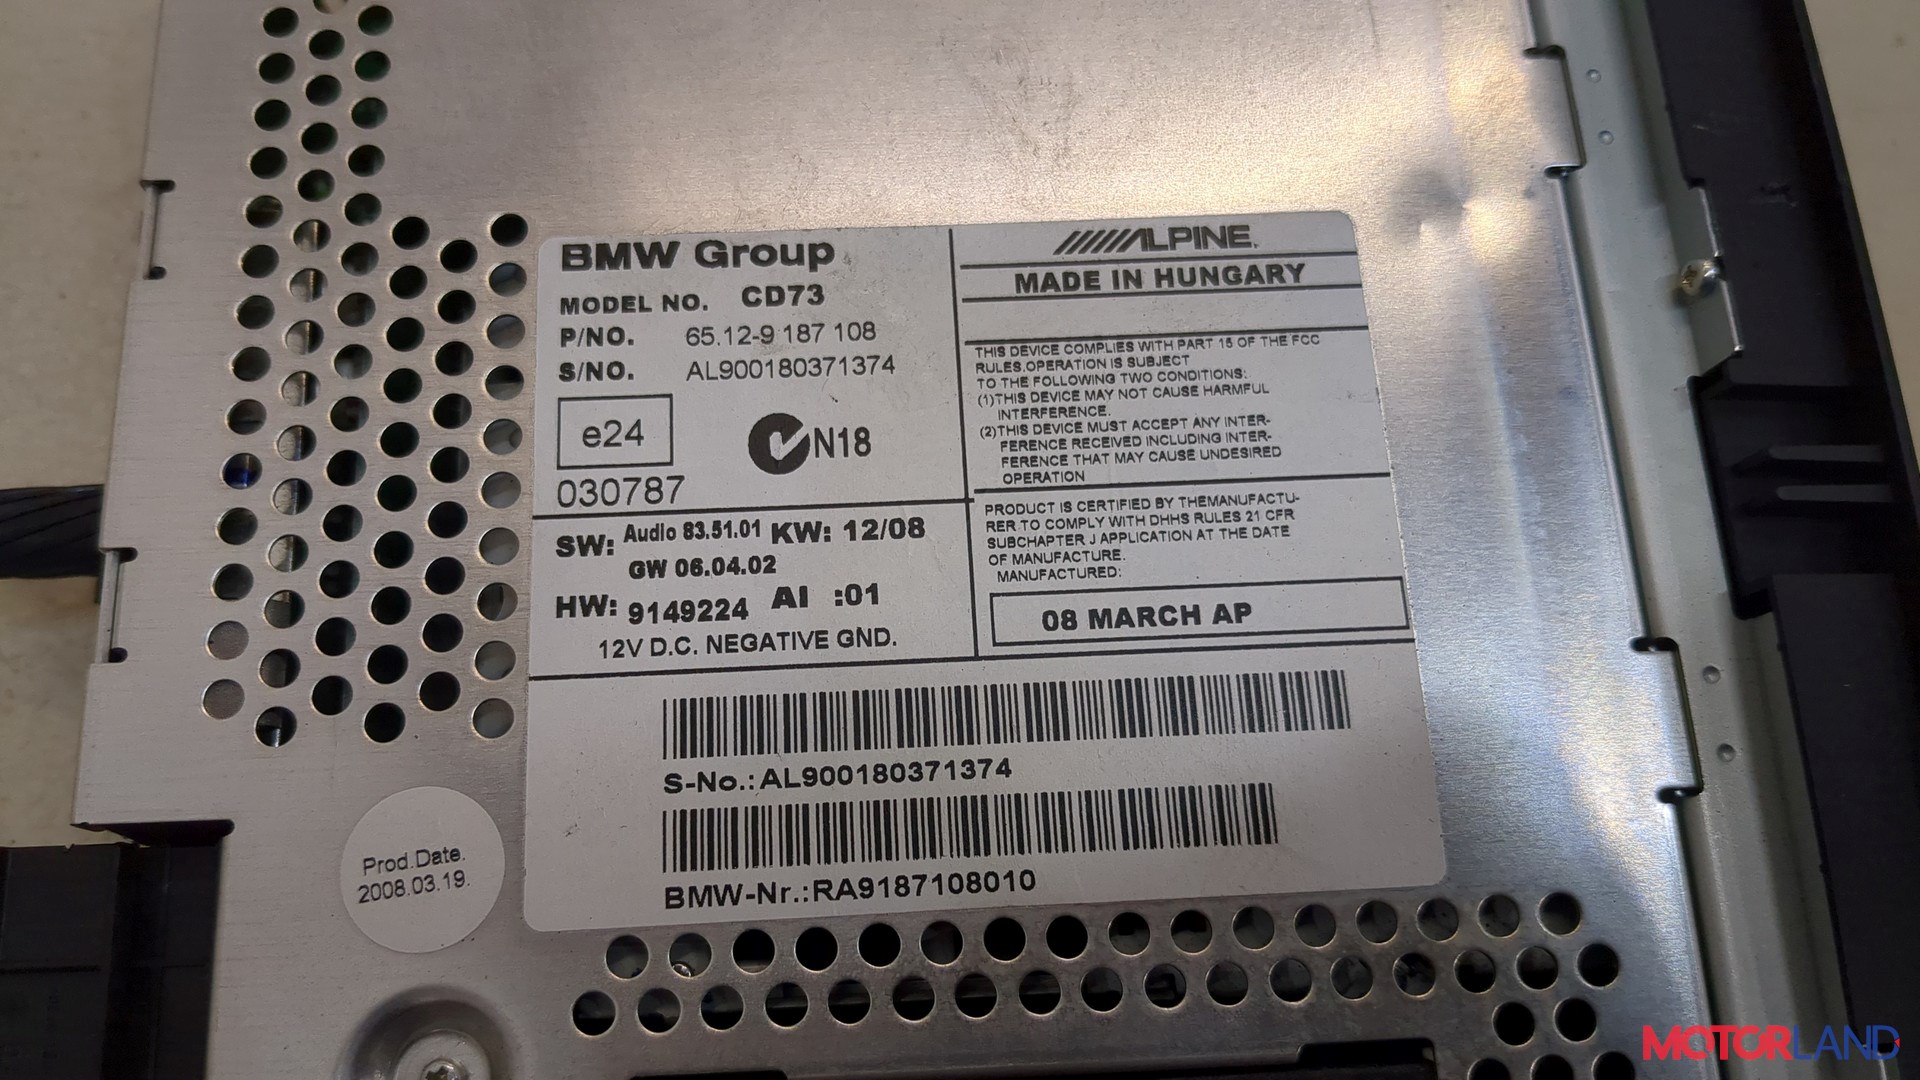 BMW Group
MODEL NO. CD73
P/NO. 65.12-9 187 108
S/NO. AL900180371374
e24
N18
030787
SW: Audio 83.51.01 KW: 12/08
GW 06.04.02
HW: 9149224 AI :01
12V D.C. NEGATIVE GND.
ALPINE.
MADE IN HUNGARY
THIS DEVICE COMPLIES WITH PART 15 OF THE FCC
RULES.OPERATION IS SUBJECT
TO THE FOLLOWING TWO CONDITIONS:
(1)THIS DEVICE MAY NOT CAUSE HARMFUL
INTERFERENCE.
(2)THIS DEVICE MUST ACCEPT ANY INTER-
FERENCE RECEIVED INCLUDING INTER-
FERENCE THAT MAY CAUSE UNDESIRED
OPERATION
PRODUCT IS CERTIFIED BY THEMANUFACTU-
RER TO COMPLY WITH DHHS RULES 21 CFR
SUBCHAPTER J APPLICATION AT THE DATE
OF MANUFACTURE.
MANUFACTURED:
08 MARCH AP
S-No.:AL900180371374
BMW-Nr.:RA9187108010
Prod.Date.
2008.03.19.
MOTORLAND